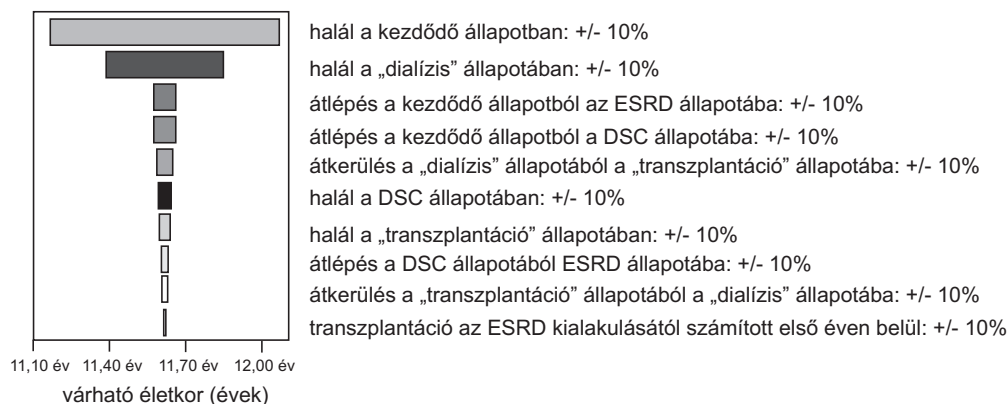 halál a kezdődő állapotban: +/- 10%
halál a „dialízis” állapotában: +/- 10%
átlépés a kezdődő állapotból az ESRD állapotába: +/- 10%
átlépés a kezdődő állapotból a DSC állapotába: +/- 10%
átkerülés a „dialízis” állapotából a „transzplantáció” állapotába: +/- 10%
halál a DSC állapotában: +/- 10%
halál a „transzplantáció” állapotában: +/- 10%
átlépés a DSC állapotából ESRD állapotába: +/- 10%
átkerülés a „transzplantáció” állapotából a „dialízis” állapotába: +/- 10%
transzplantáció az ESRD kialakulásától számított első éven belül: +/- 10%
11,10 év 11,40 év 11,70 év 12,00 év
várható életkor (évek)